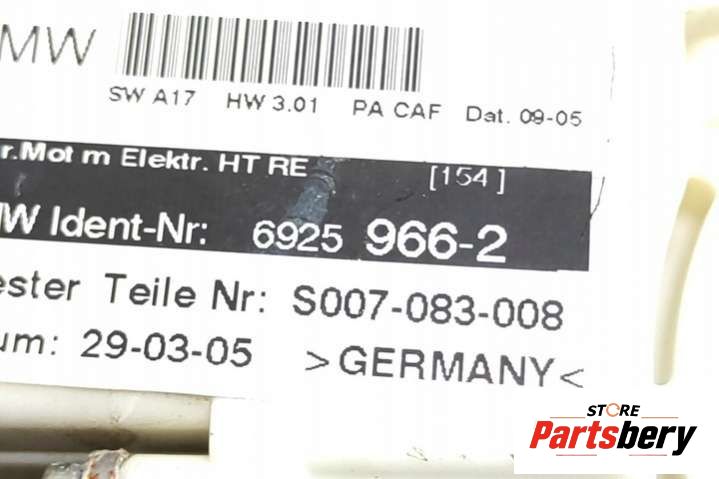 MW
SW A17 HW 3.01 PA CAF Dat. 09-05
r.Mot m Elektr. HT RE [154]
W Ident-Nr: 6925 966-2
ester Teile Nr: S007-083-008
um: 29-03-05 >GERMANY<
STORE
Partsbery